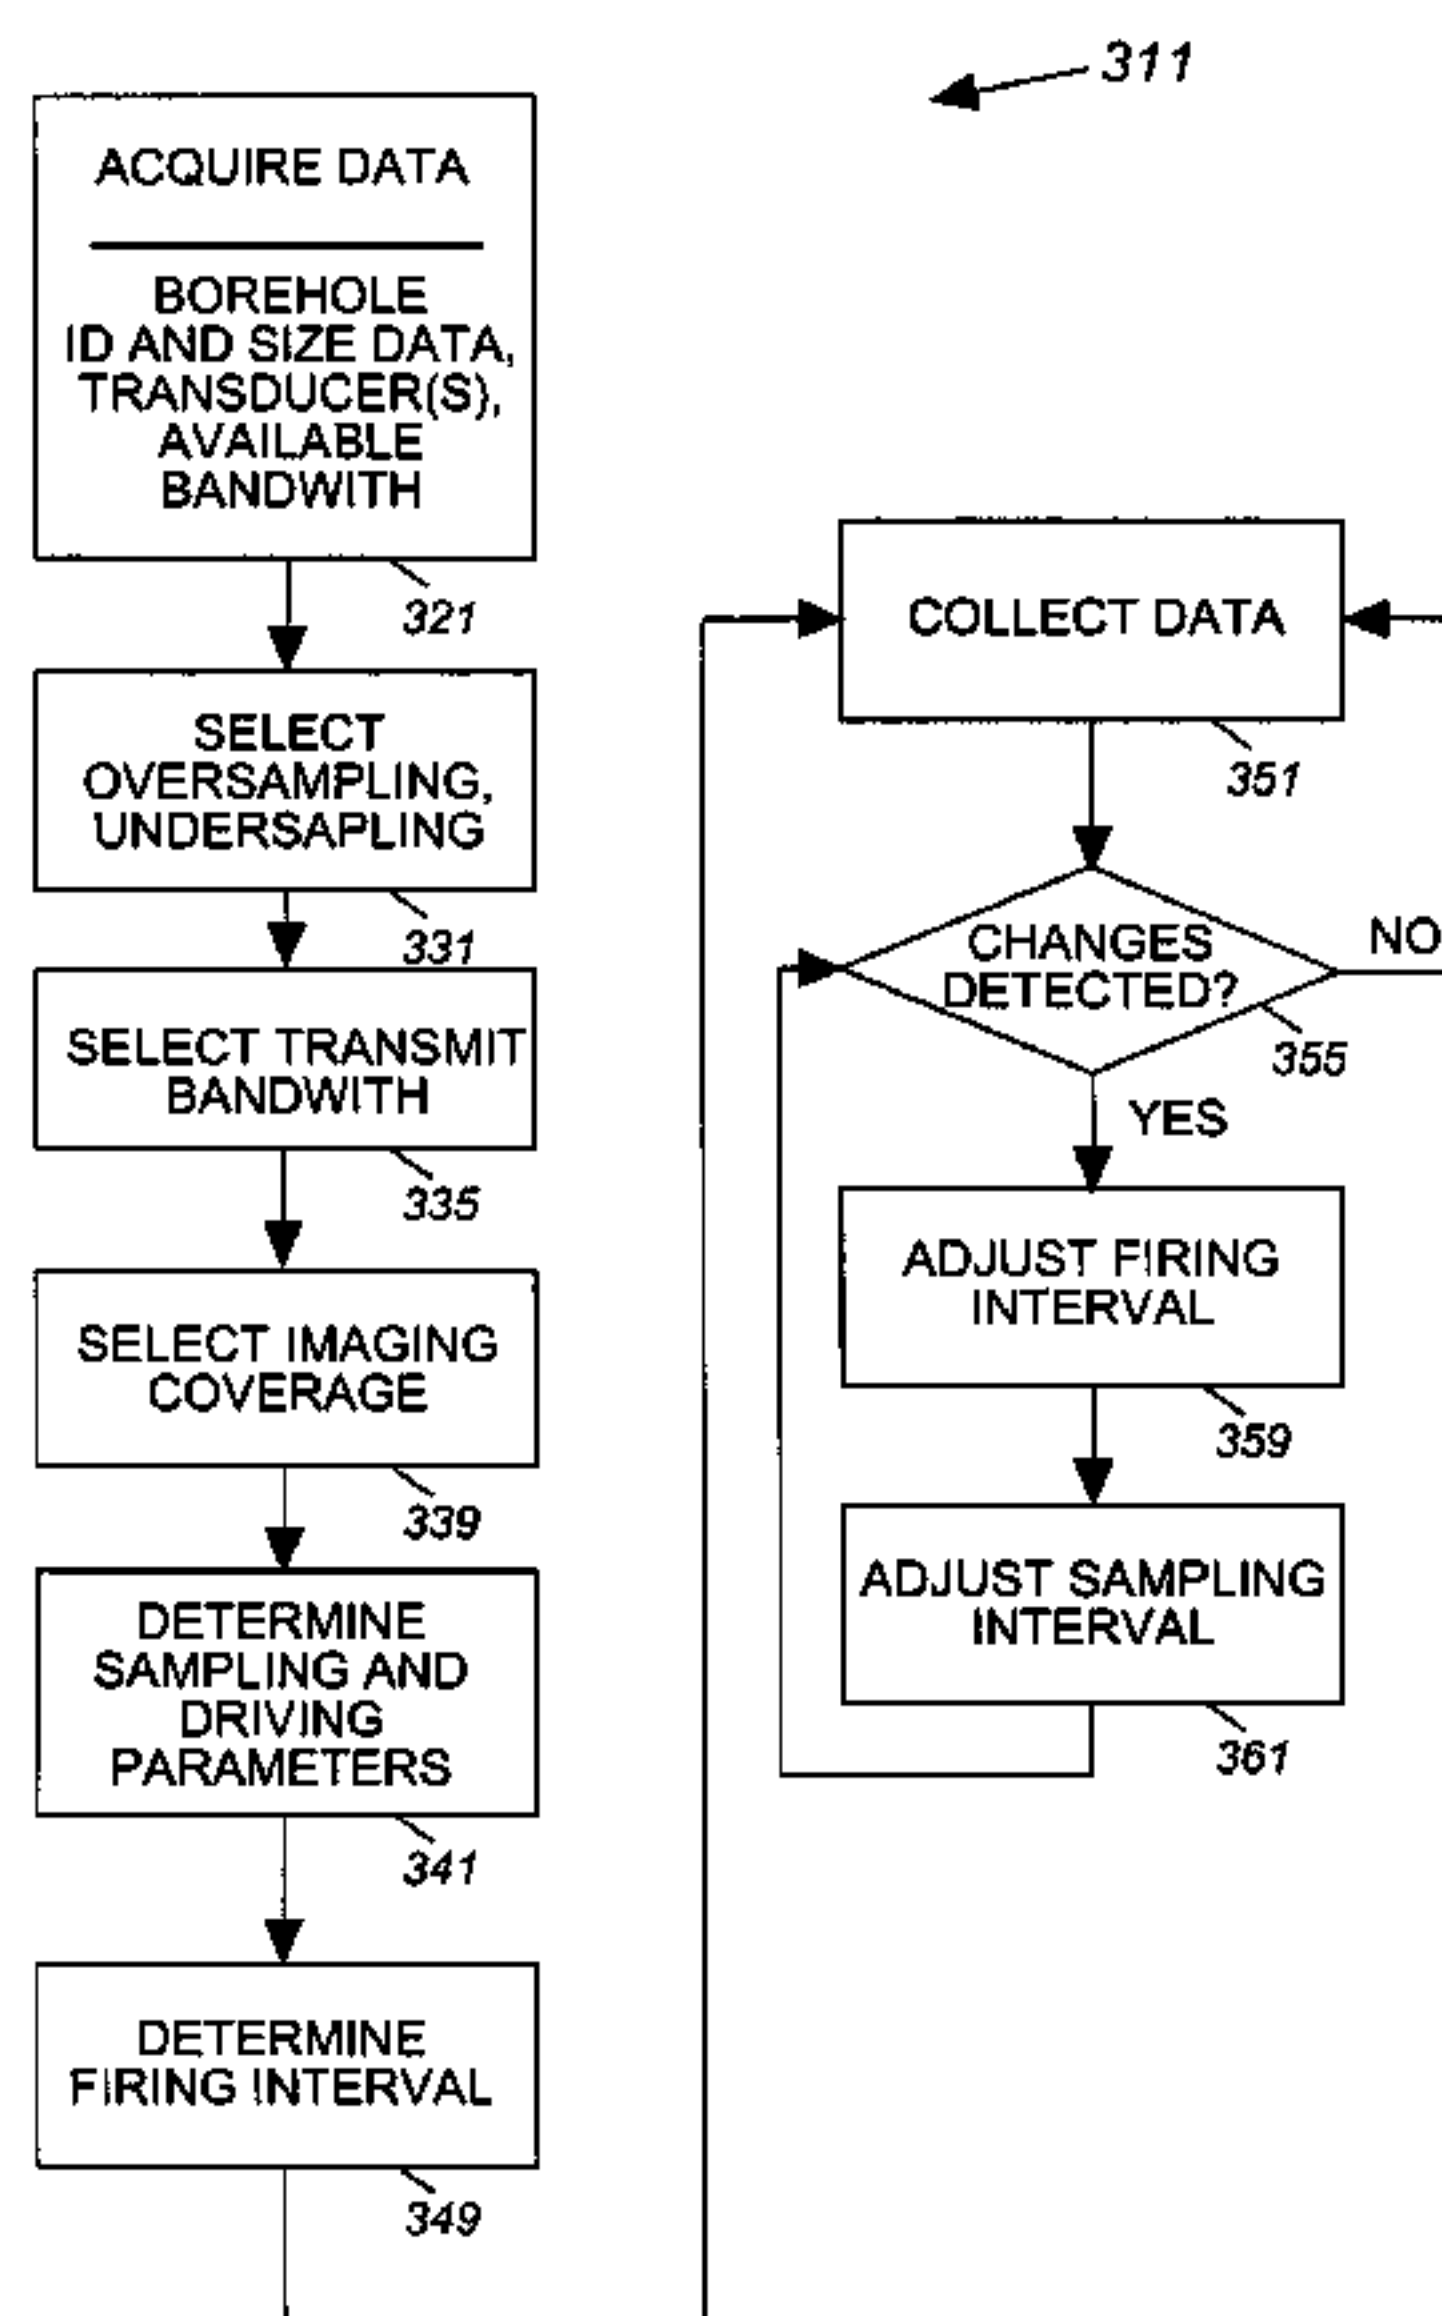 311
ACQUIRE DATA
BOREHOLE
ID AND SIZE DATA,
TRANSDUCER(S),
AVAILABLE
BANDWITH
321
SELECT
OVERSAMPLING,
UNDERSAPLING
331
SELECT TRANSMIT
BANDWITH
335
SELECT IMAGING
COVERAGE
339
DETERMINE
SAMPLING AND
DRIVING
PARAMETERS
341
DETERMINE
FIRING INTERVAL
349
COLLECT DATA
351
CHANGES
DETECTED?
NO
355
YES
ADJUST FIRING
INTERVAL
359
ADJUST SAMPLING
INTERVAL
361